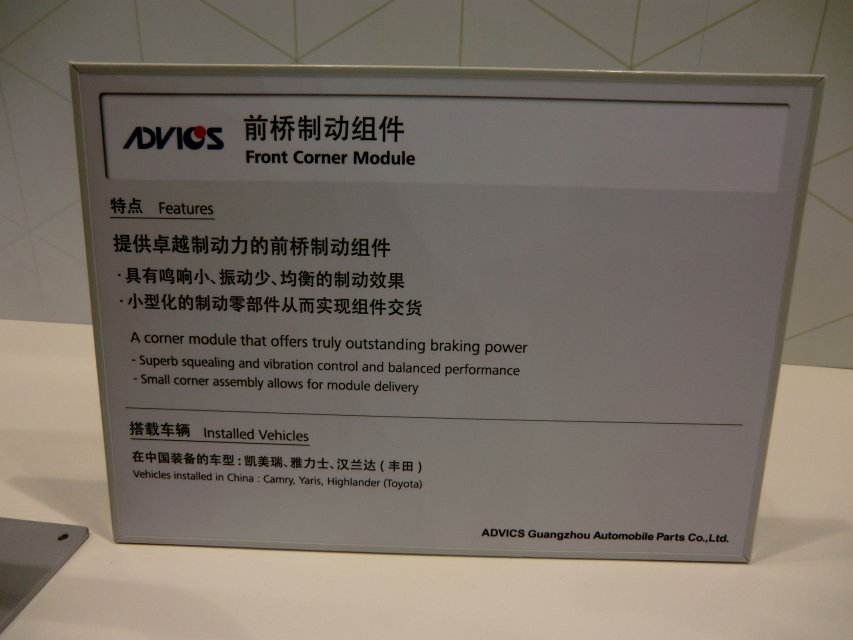 ADVICS
前桥制动组件
Front Corner Module
特点 Features
提供卓越制动力的前桥制动组件
·具有鸣响小、振动少、均衡的制动效果
·小型化的制动零部件从而实现组件交货
A corner module that offers truly outstanding braking power
- Superb squealing and vibration control and balanced performance
- Small corner assembly allows for module delivery
搭载车辆 Installed Vehicles
在中国装备的车型：凯美瑞、雅力士、汉兰达（丰田）
Vehicles installed in China : Camry, Yaris, Highlander (Toyota)
ADVICS Guangzhou Automobile Parts Co.,Ltd.